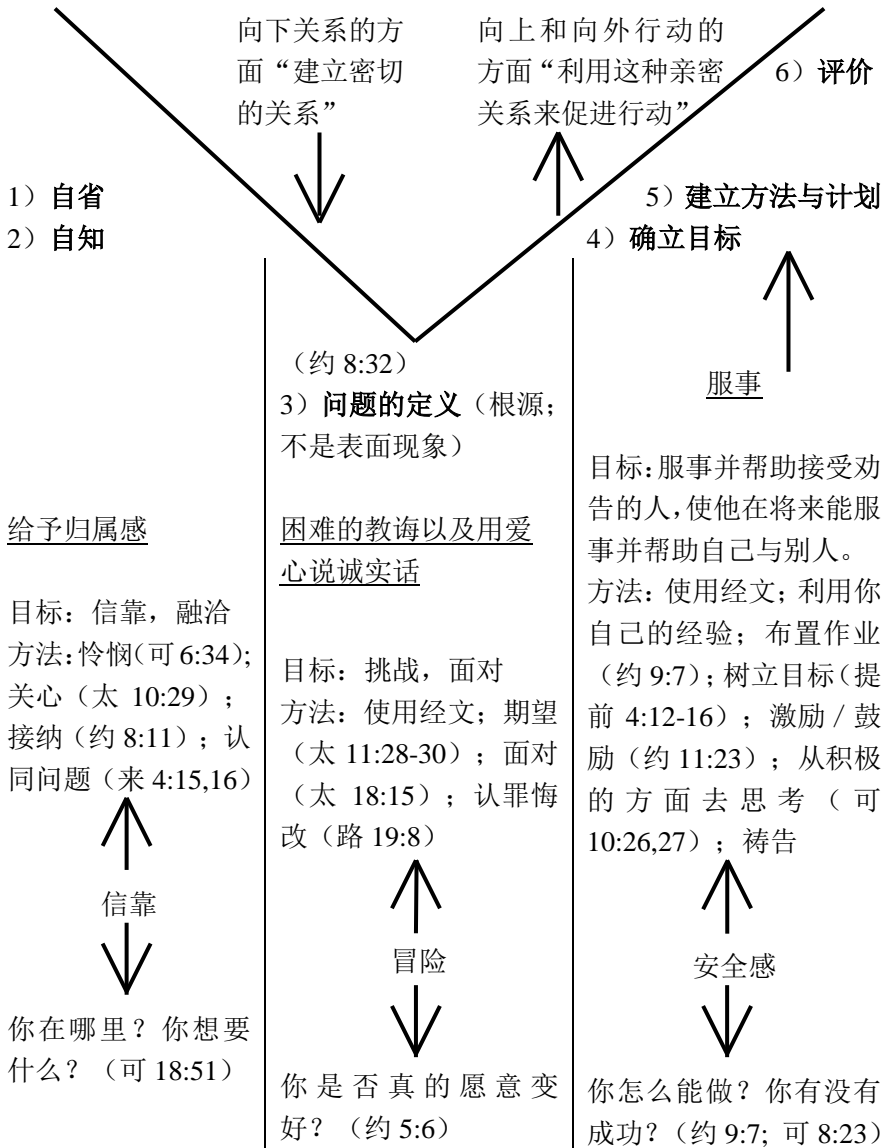 向下关系的方
面“建立密切
的关系”
向上和向外行动的
方面“利用这种亲密
关系来促进行动”
6）评价
1）自省
2）自知
5）建立方法与计划
4）确立目标
给予归属感
目标：信靠，融洽
方法：怜悯（可 6:34）；
关心（太 10:29）；
接纳（约 8:11）；认
同问题（来 4:15,16）
信靠
你在哪里？你想要
什么？（可 18:51）
（约 8:32）
3）问题的定义（根源；
不是表面现象）
困难的教诲以及用爱
心说诚实话
目标：挑战，面对
方法：使用经文；期望
（太 11:28-30）；面对
（太 18:15）；认罪悔
改（路 19:8）
冒险
你是否真的愿意变
好？（约 5:6）
服事
目标：服事并帮助接受劝
告的人，使他在将来能服
事并帮助自己与别人。
方法：使用经文；利用你
自己的经验；布置作业
（约 9:7）；树立目标（提
前 4:12-16）；激励／鼓
励（约 11:23）；从积极
的方面去思考（可
10:26,27）；祷告
安全感
你怎么能做？你有没有
成功？（约 9:7; 可 8:23）